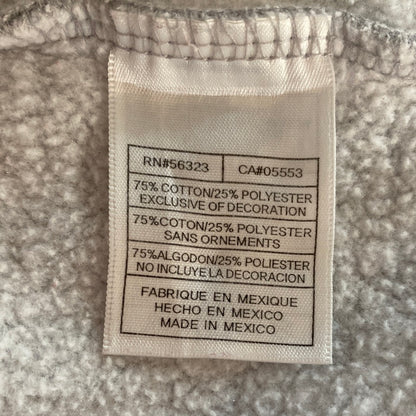 RN#56323 CA#05553
75% COTTON/25% POLYESTER
EXCLUSIVE OF DECORATION
75%COTON/25% POLYESTER
SANS ORNEMENTS
75%ALGODON/25% POLIESTER
NO INCLUYE LA DECORACION
FABRIQUE EN MEXIQUE
HECHO EN MEXICO
MADE IN MEXICO